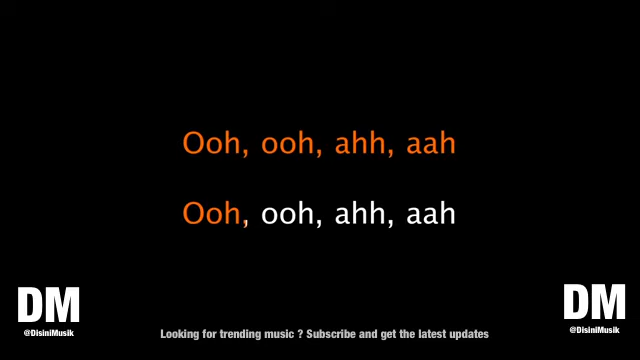 Ooh, ooh, ahh, aah
Ooh, ooh, ahh, aah
DM
@DisiniMusik
DM
@DisiniMusik
Looking for trending music ? Subscribe and get the latest updates